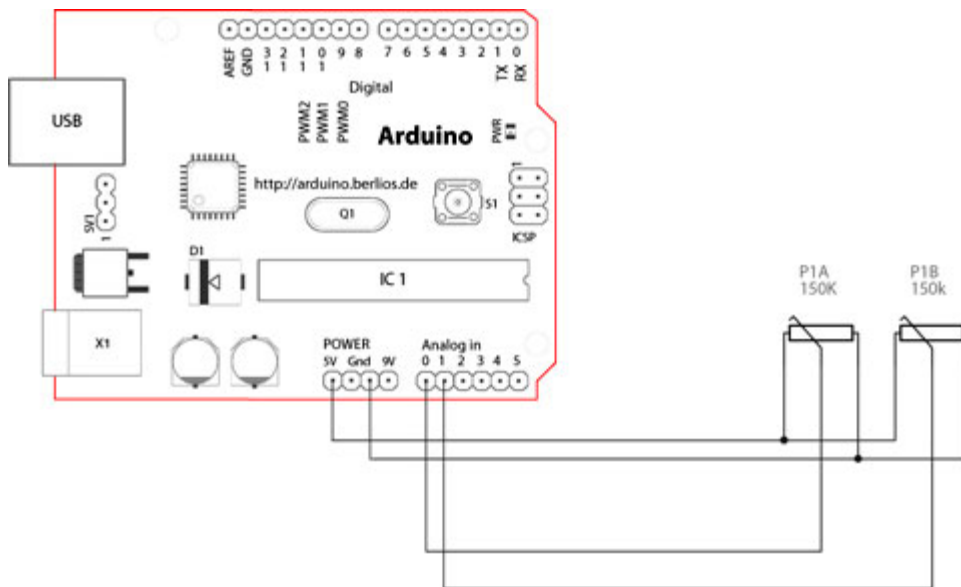 AREF
GND
13
12
11
10
9
8
7
6
5
4
3
2
1
0
TX
RX
Digital
PWM2
PWM1
PWM0
Arduino
PWR
USB
http://arduino.berlios.de
Q1
S1
1
ICSP
SV1
1
D1
IC 1
X1
POWER
5V Gnd 9V
Analog in
0 1 2 3 4 5
P1A
150K
P1B
150k